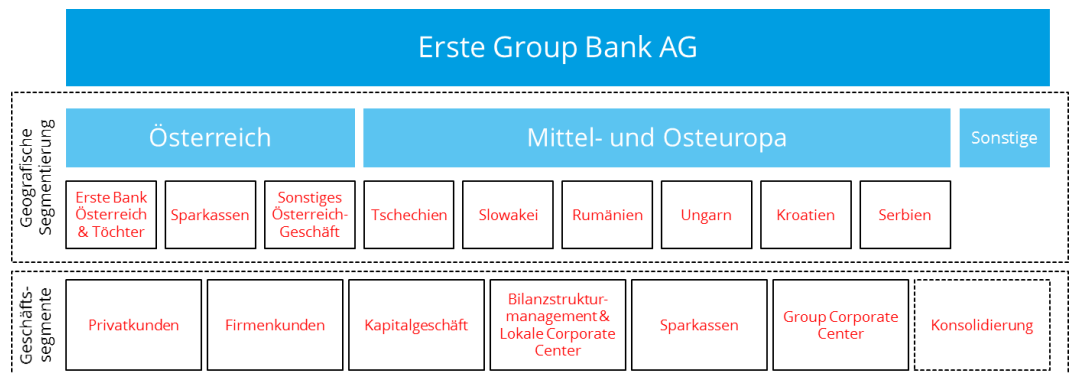 Erste Group Bank AG
Geografische
Segmentierung
Österreich
Mittel- und Osteuropa
Sonstige
Erste Bank
Österreich
& Töchter
Sparkassen
Sonstiges
Österreich-
Geschäft
Tschechien
Slowakei
Rumänien
Ungarn
Kroatien
Serbien
Geschäfts-
segmente
Privatkunden
Firmenkunden
Kapitalgeschäft
Bilanzstruktur-
management &
Lokale Corporate
Center
Sparkassen
Group Corporate
Center
Konsolidierung